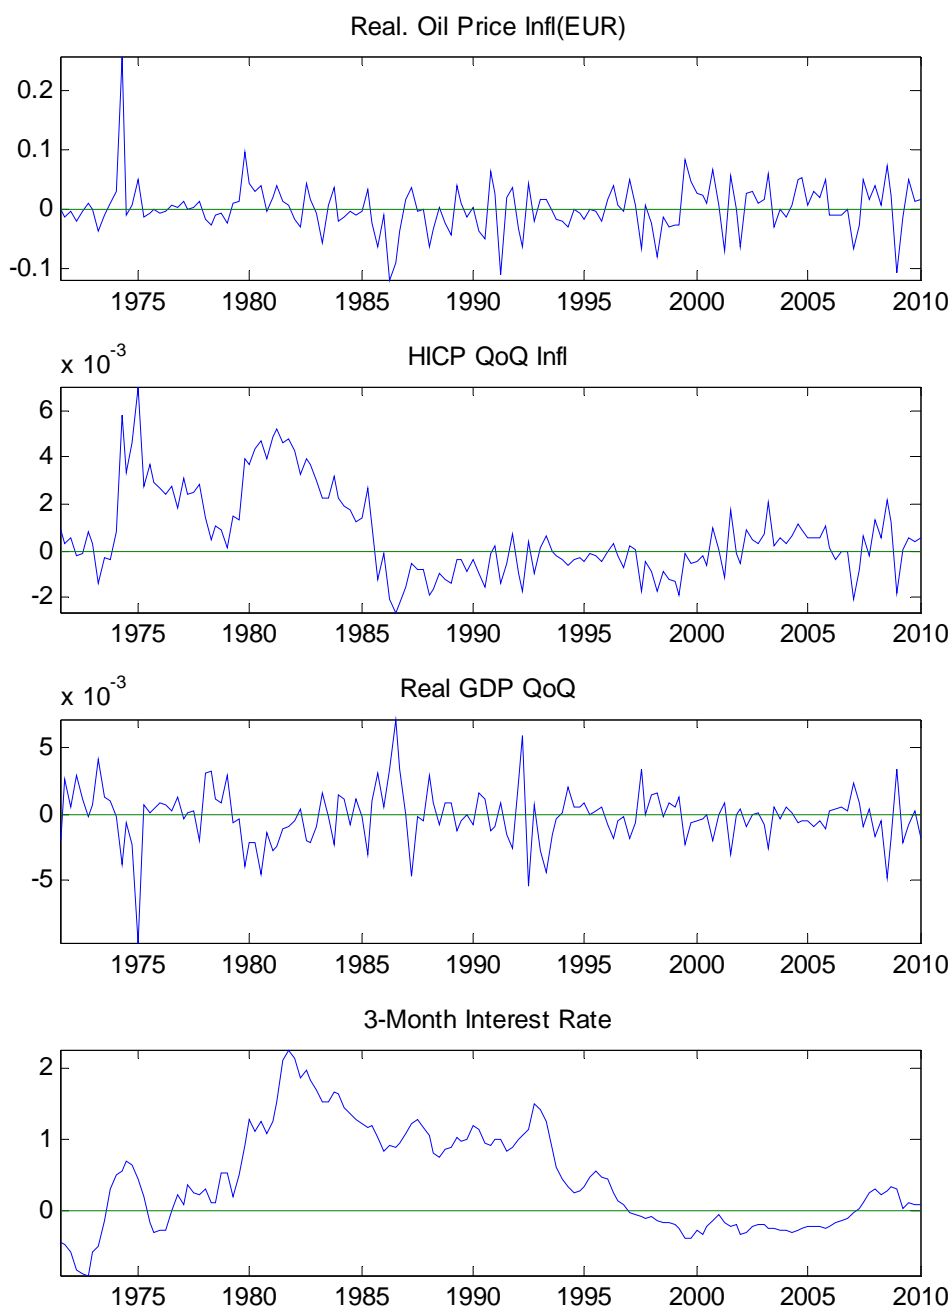 Real. Oil Price Infl(EUR)
0.2
0.1
0
-0.1
1975 1980 1985 1990 1995 2000 2005 2010
x 10^-3
HICP QoQ Infl
6
4
2
0
-2
1975 1980 1985 1990 1995 2000 2005 2010
x 10^-3
Real GDP QoQ
5
0
-5
1975 1980 1985 1990 1995 2000 2005 2010
3-Month Interest Rate
2
1
0
1975 1980 1985 1990 1995 2000 2005 2010